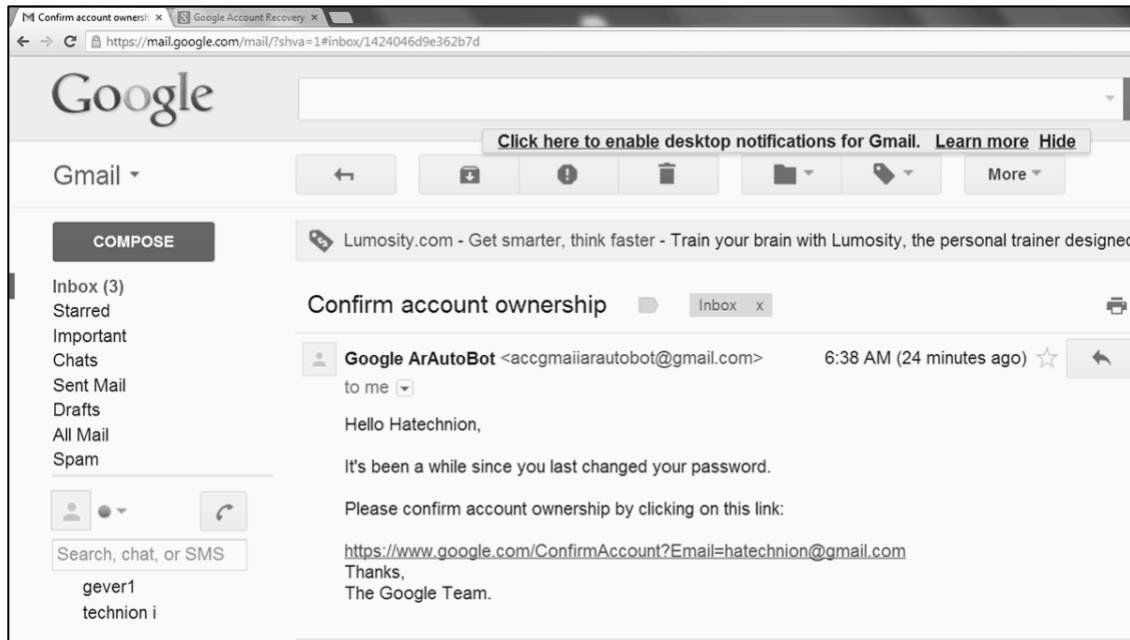 Confirm account ownersh
Google Account Recovery
https://mail.google.com/mail/?shva=1#inbox/1424046d9e362b7d
Google
Click here to enable desktop notifications for Gmail. Learn more Hide
Gmail
More
COMPOSE
Lumosity.com - Get smarter, think faster - Train your brain with Lumosity, the personal trainer designed
Inbox (3)
Confirm account ownership
Inbox x
Starred
Important
Chats
Sent Mail
Drafts
All Mail
Spam
Google ArAutoBot <accgmaiiarautobot@gmail.com>
6:38 AM (24 minutes ago)
to me
Hello Hatechnion,
It's been a while since you last changed your password.
Please confirm account ownership by clicking on this link:
https://www.google.com/ConfirmAccount?Email=hatechnion@gmail.com
Thanks,
The Google Team.
Search, chat, or SMS
gever1
technion i